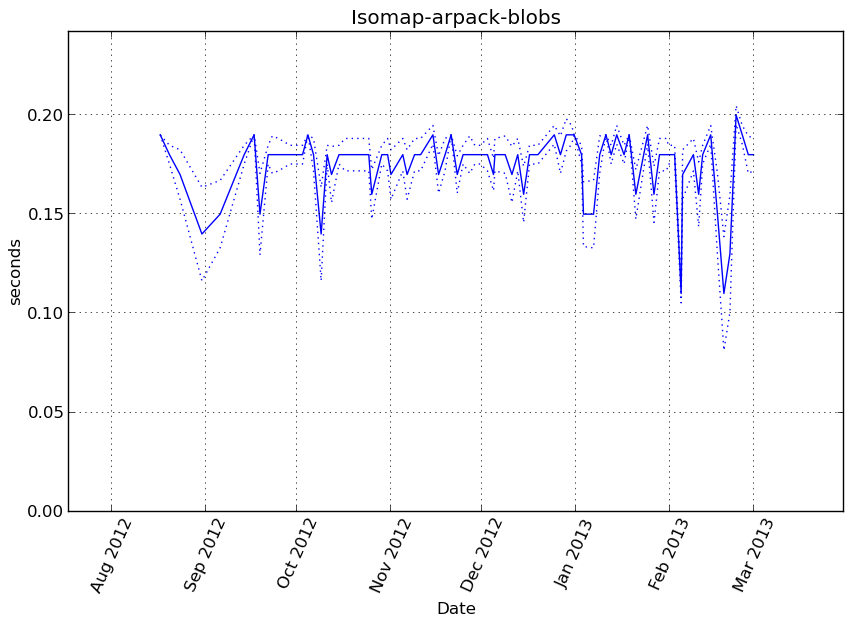 Isomap-arpack-blobs
0.20
0.15
0.10
0.05
0.00
seconds
Aug 2012
Sep 2012
Oct 2012
Nov 2012
Dec 2012
Jan 2013
Feb 2013
Mar 2013
Date